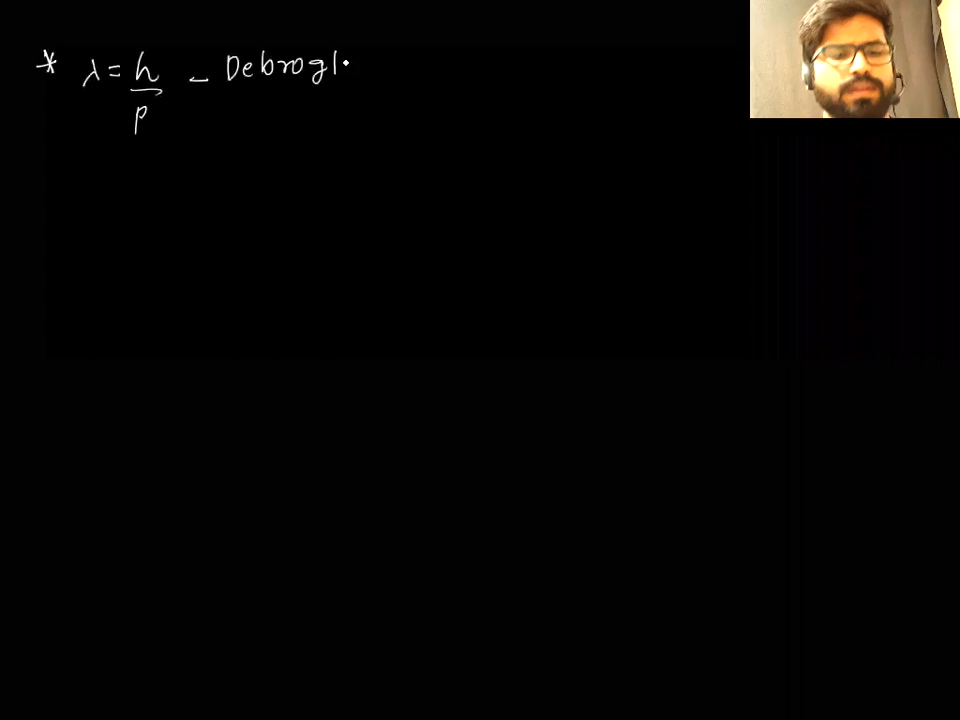 * λ = h/p - Debrogl.